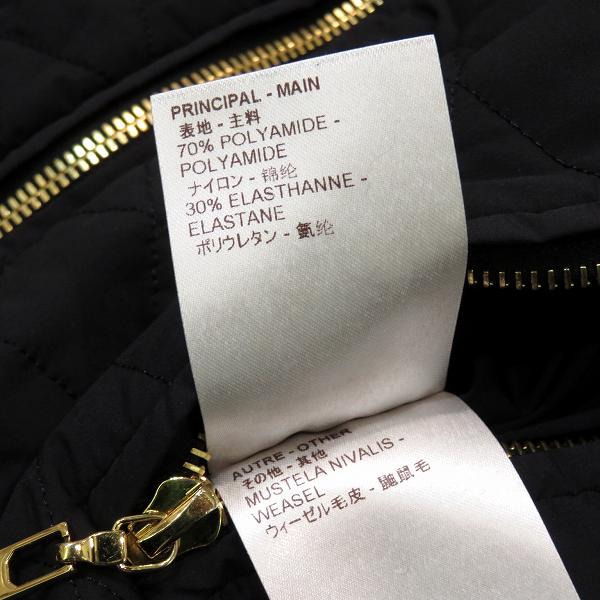 PRINCIPAL - MAIN
表地 - 主料
70% POLYAMIDE -
POLYAMIDE
ナイロン - 锦纶
30% ELASTHANNE -
ELASTANE
ポリウレタン - 氨纶
AUTRE - OTHER
その他 - 其他
MUSTELA NIVALIS -
WEASEL
ウィーゼル毛皮 - 鼬鼠毛